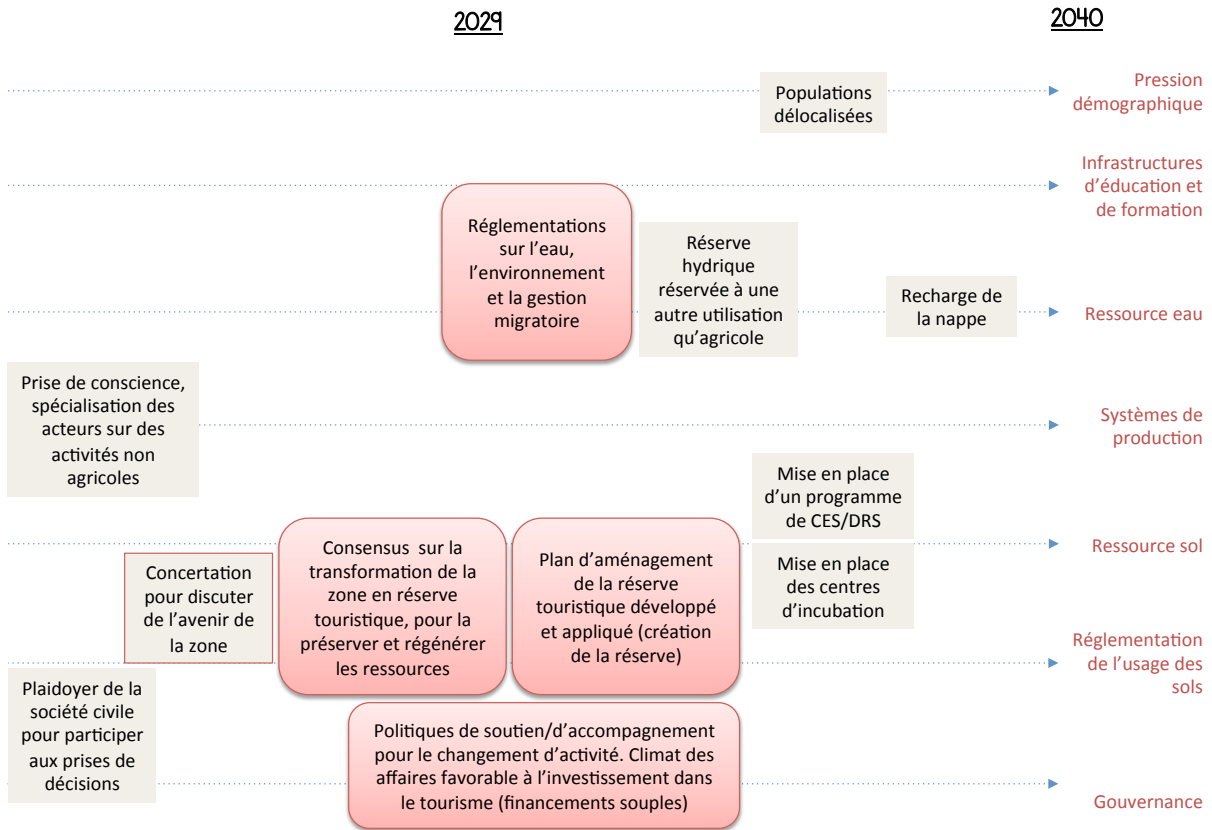 2029
2040
Populations
délocalisées
Pression
démographique
Infrastructures
d'éducation et
de formation
Réglementations
sur l'eau,
l'environnement
et la gestion
migratoire
Réserve
hydrique
réservée à une
autre utilisation
qu'agricole
Recharge de
la nappe
Ressource eau
Prise de conscience,
spécialisation des
acteurs sur des
activités non
agricoles
Systèmes de
production
Mise en place
d'un programme
de CES/DRS
Ressource sol
Concertation
pour discuter
de l'avenir de
la zone
Consensus sur la
transformation de la
zone en réserve
touristique, pour la
préserver et régénérer
les ressources
Plan d'aménagement
de la réserve
touristique développé
et appliqué (création
de la réserve)
Mise en place
des centres
d'incubation
Réglementation
de l'usage des
sols
Plaidoyer de la
société civile
pour participer
aux prises de
décisions
Politiques de soutien/d'accompagnement
pour le changement d'activité. Climat des
affaires favorable à l'investissement dans
le tourisme (financements souples)
Gouvernance